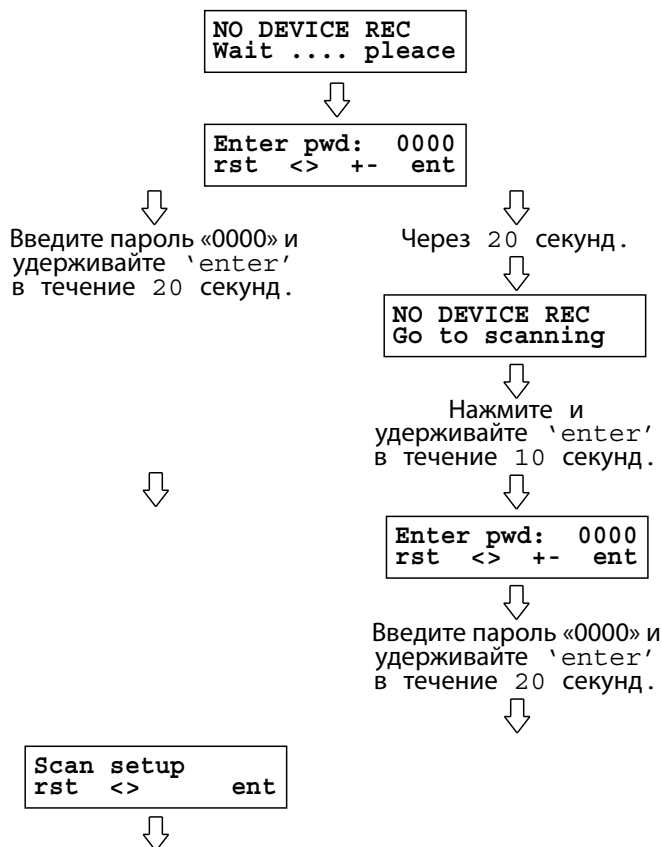 NO DEVICE REC
Wait .... pleace
Enter pwd: 0000
rst <> +- ent
Введите пароль «0000» и
удерживайте ‘enter’
в течение 20 секунд.
Через 20 секунд.
NO DEVICE REC
Go to scanning
Нажмите и
удерживайте ‘enter’
в течение 10 секунд.
Enter pwd: 0000
rst <> +- ent
Введите пароль «0000» и
удерживайте ‘enter’
в течение 20 секунд.
Scan setup
rst <> ent